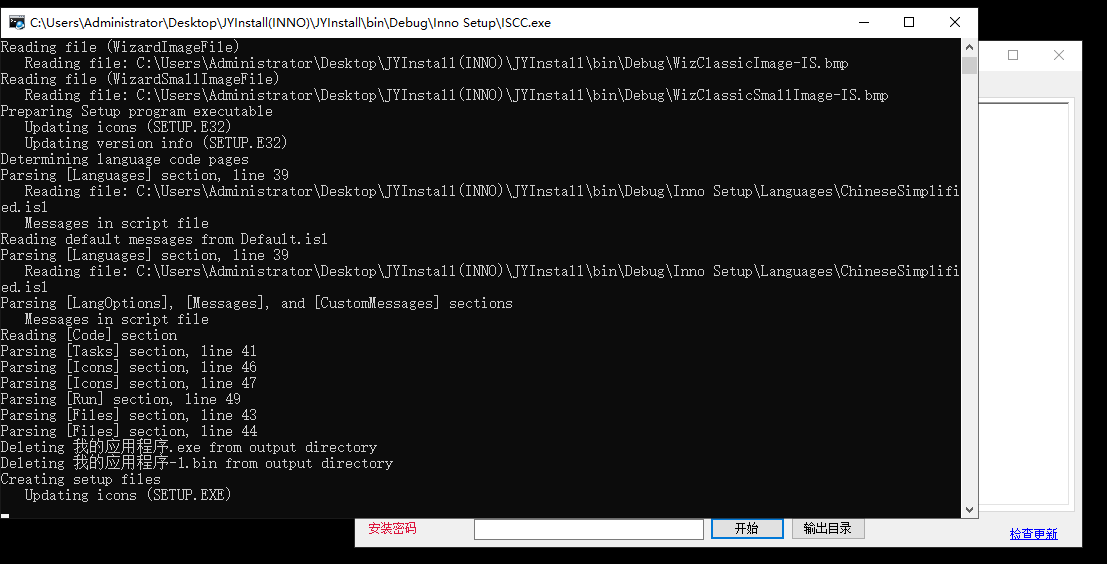 C:\Users\Administrator\Desktop\JYInstall(INNO)\JYInstall\bin\Debug\Inno Setup\ISCC.exe
Reading file (WizardImageFile)
Reading file: C:\Users\Administrator\Desktop\JYInstall(INNO)\JYInstall\bin\Debug\WizClassicImage-IS.bmp
Reading file (WizardSmallImageFile)
Reading file: C:\Users\Administrator\Desktop\JYInstall(INNO)\JYInstall\bin\Debug\WizClassicSmallImage-IS.bmp
Preparing Setup program executable
Updating icons (SETUP.E32)
Updating version info (SETUP.E32)
Determining language code pages
Parsing [Languages] section, line 39
Reading file: C:\Users\Administrator\Desktop\JYInstall(INNO)\JYInstall\bin\Debug\Inno Setup\Languages\ChineseSimplifi
ed.isl
Messages in script file
Reading default messages from Default.isl
Parsing [Languages] section, line 39
Reading file: C:\Users\Administrator\Desktop\JYInstall(INNO)\JYInstall\bin\Debug\Inno Setup\Languages\ChineseSimplifi
ed.isl
Parsing [LangOptions], [Messages], and [CustomMessages] sections
Messages in script file
Reading [Code] section
Parsing [Tasks] section, line 41
Parsing [Icons] section, line 46
Parsing [Icons] section, line 47
Parsing [Run] section, line 49
Parsing [Files] section, line 43
Parsing [Files] section, line 44
Deleting 我的应用程序.exe from output directory
Deleting 我的应用程序-1.bin from output directory
Creating setup files
Updating icons (SETUP.EXE)
安装密码
开始
输出目录
检查更新